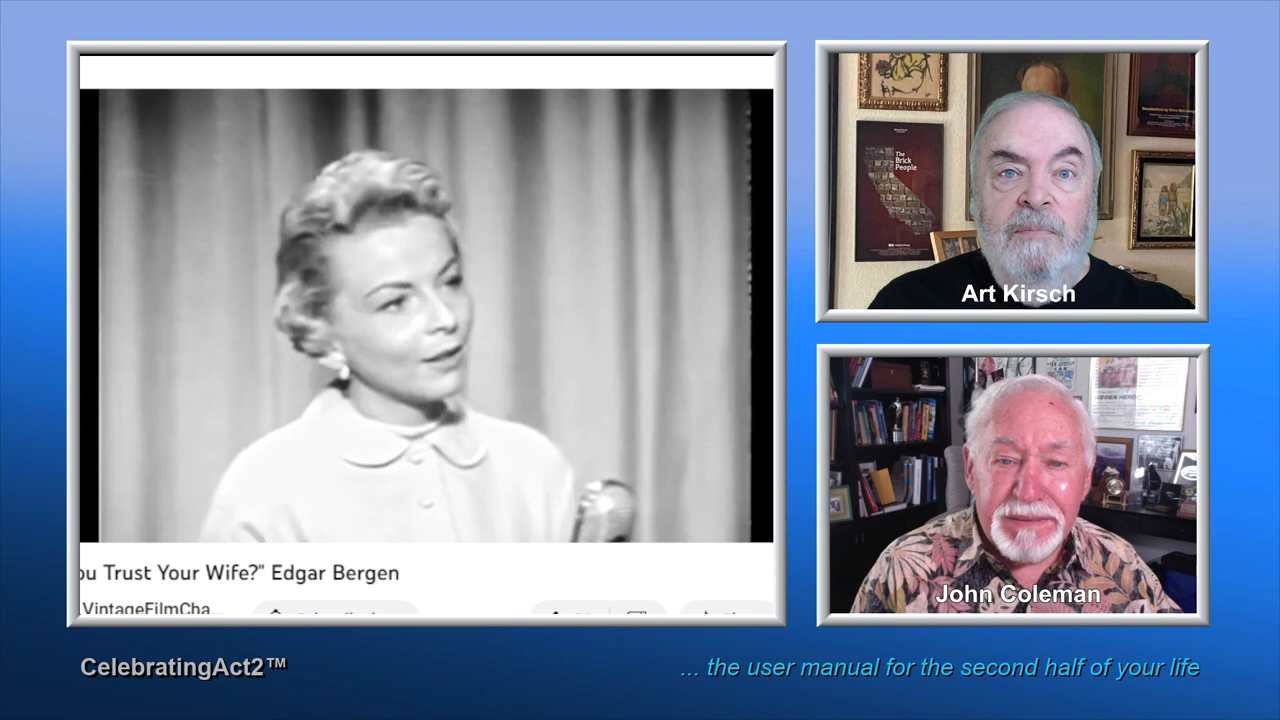 ou Trust Your Wife?" Edgar Bergen
.VintageFilmCha...
The
Brick
People
Art Kirsch
John Coleman
CelebratingAct2™
... the user manual for the second half of your life